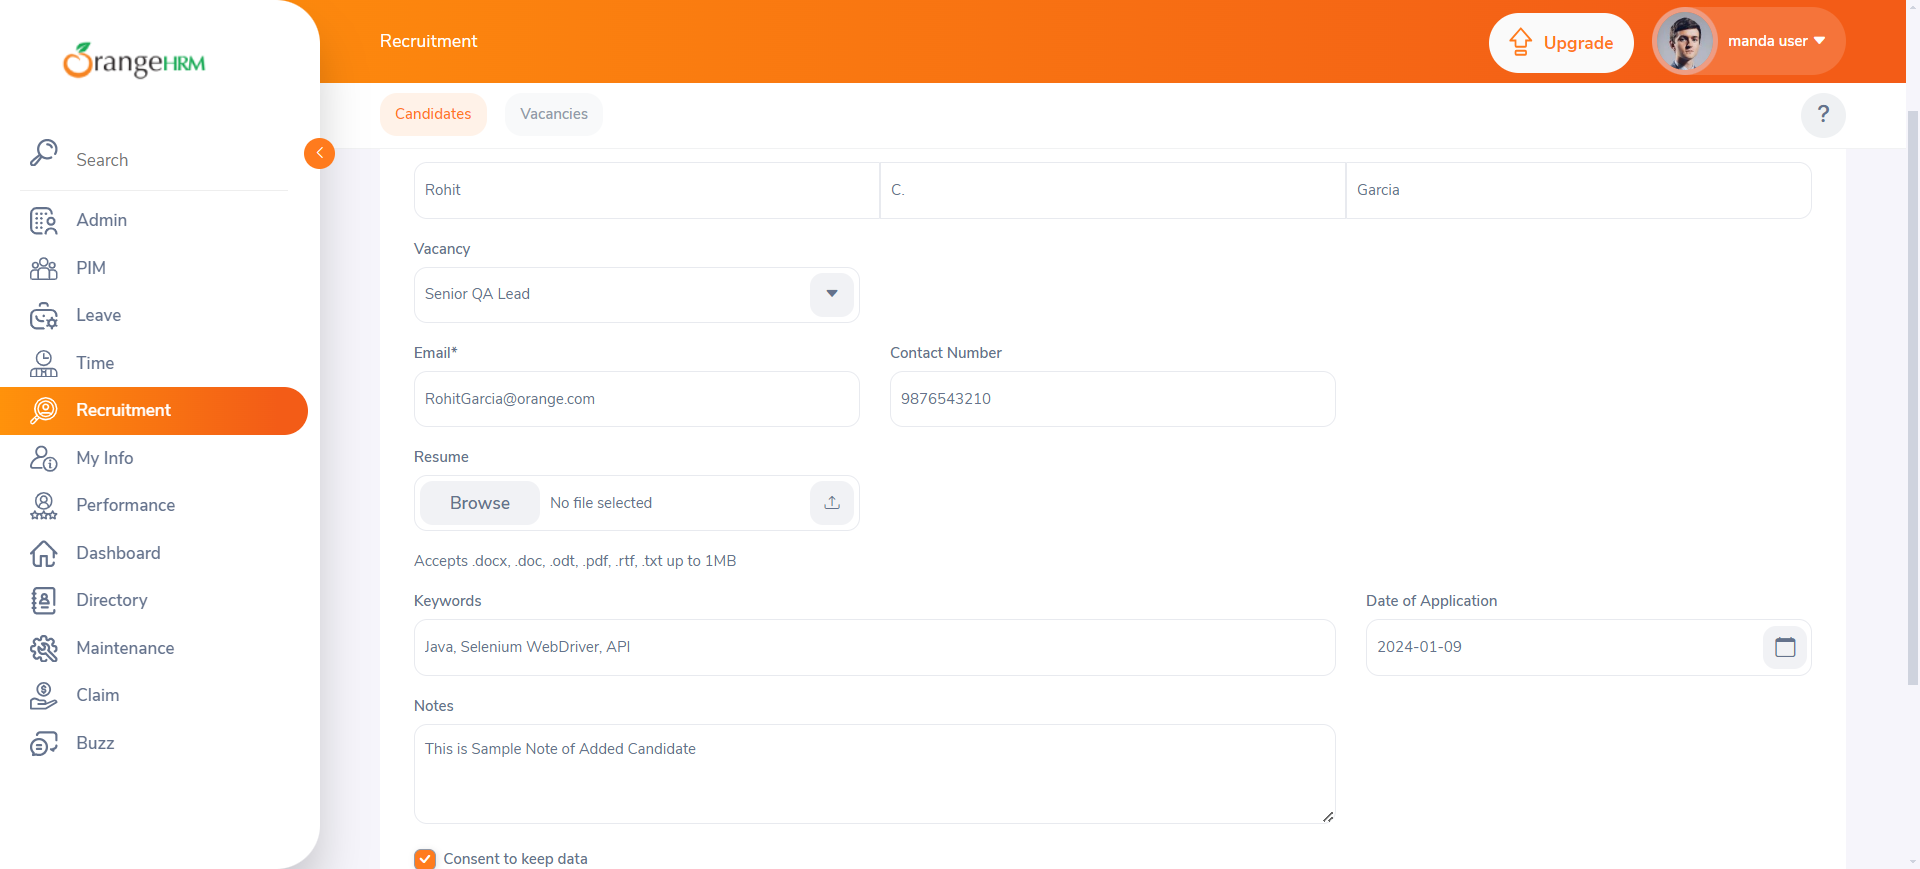 OrangeHRM
Recruitment
Upgrade
manda user
Candidates
Vacancies
?
Search
Admin
PIM
Leave
Time
Recruitment
My Info
Performance
Dashboard
Directory
Maintenance
Claim
Buzz
Rohit
C.
Garcia
Vacancy
Senior QA Lead
Email*
Contact Number
RohitGarcia@orange.com
9876543210
Resume
Browse
No file selected
Accepts .docx, .doc, .odt, .pdf, .rtf, .txt up to 1MB
Keywords
Date of Application
Java, Selenium WebDriver, API
2024-01-09
Notes
This is Sample Note of Added Candidate
Consent to keep data